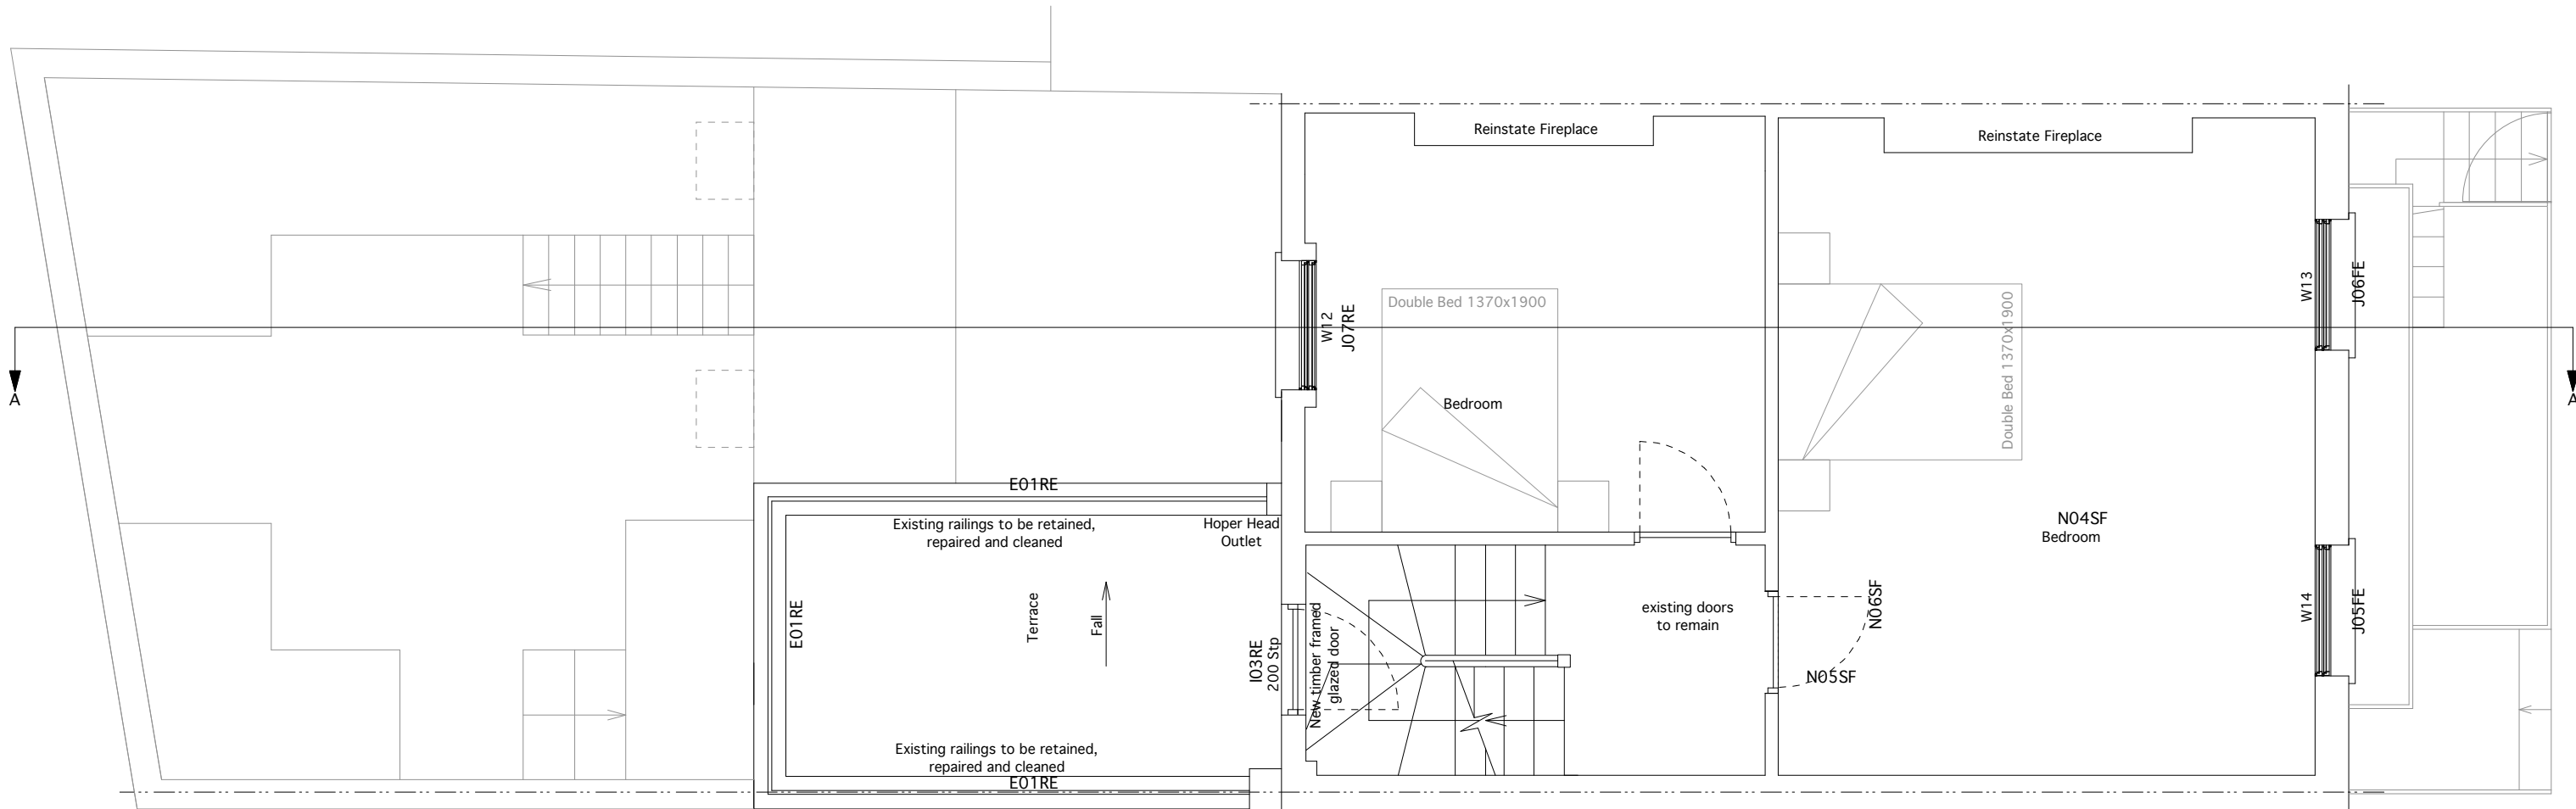 Reinstate Fireplace
Reinstate Fireplace
Double Bed 1370x1900
Double Bed 1370x1900
W13
J06FE
W12
J07RE
A
A
Bedroom
E01RE
Existing railings to be retained,
repaired and cleaned
Hoper Head
Outlet
N04SF
Bedroom
E01RE
Terrace
Fall
I03RE
200 Stp
New timber framed
glazed door
existing doors
to remain
N06SF
N05SF
W14
J05FE
Existing railings to be retained,
repaired and cleaned
E01RE